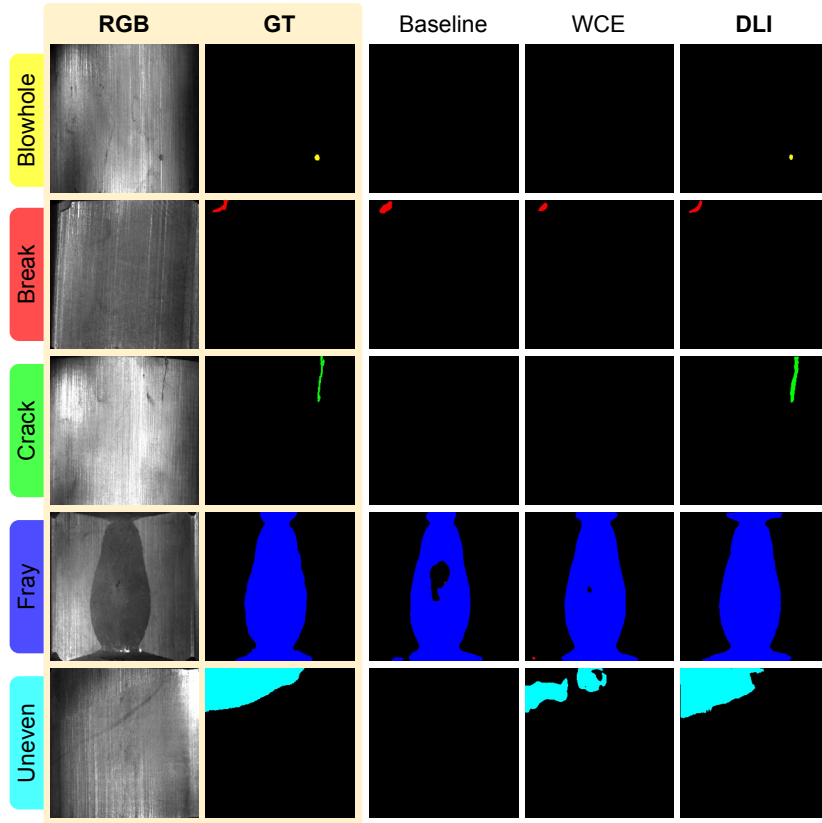 RGB GT Baseline WCE DLI
Blowhole
Break
Crack
Fray
Uneven